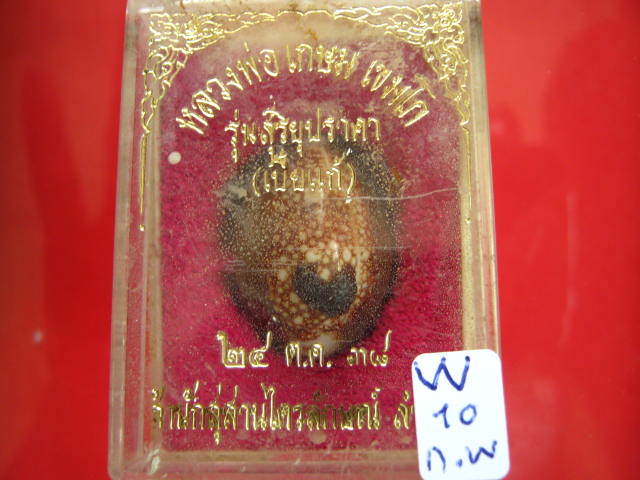 หลวงพ่อ เกษม เขมโก
รุ่นสุริยุปราคา
(เบี้ยแก้)
๒๔ ต.ค. ๓๘
สำนักสุสานไตรลักษณ์
W
10
ก.พ